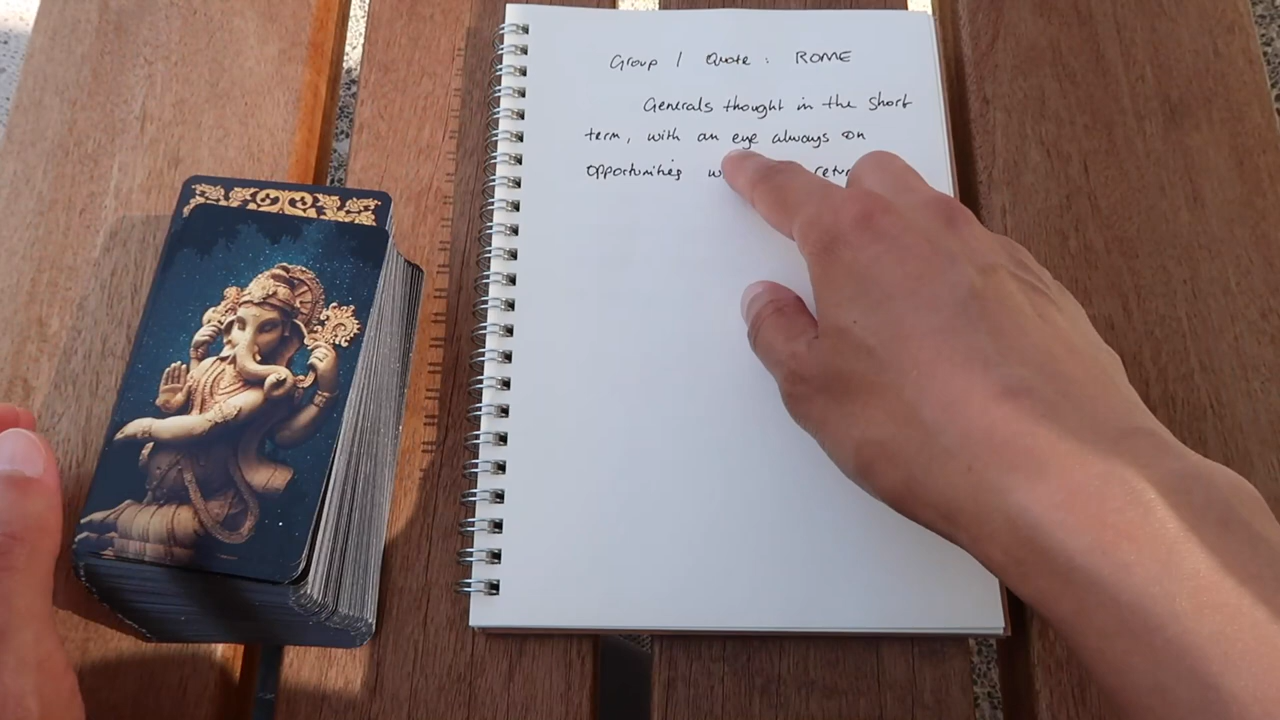 Group 1 Quote : ROME
Generals thought in the short
term, with an eye always on
opportunities